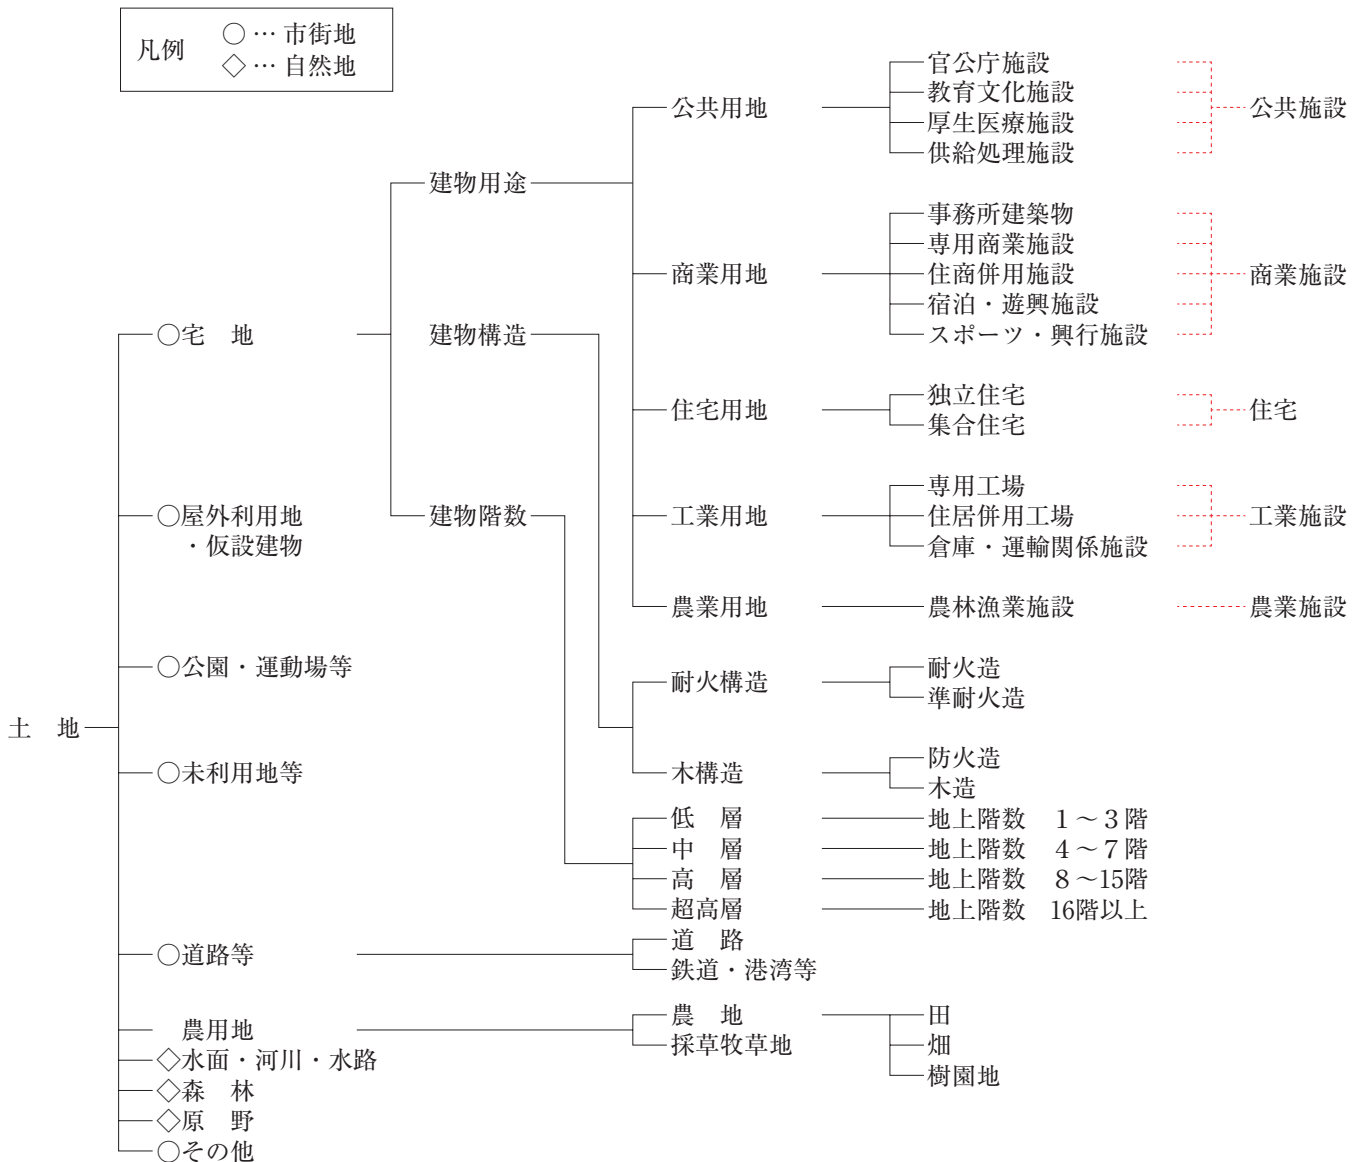 凡例
○ … 市街地
◇ … 自然地
土　地
○宅　地
○屋外利用地
・仮設建物
○公園・運動場等
○未利用地等
○道路等
農用地
◇水面・河川・水路
◇森　林
◇原　野
○その他
建物用途
建物構造
建物階数
公共用地
官公庁施設
教育文化施設
厚生医療施設
供給処理施設
公共施設
商業用地
事務所建築物
専用商業施設
住商併用施設
宿泊・遊興施設
スポーツ・興行施設
商業施設
住宅用地
独立住宅
集合住宅
住宅
工業用地
専用工場
住居併用工場
倉庫・運輸関係施設
工業施設
農業用地
農林漁業施設
農業施設
耐火構造
耐火造
準耐火造
木構造
防火造
木造
低　層
地上階数　１～３階
中　層
地上階数　４～７階
高　層
地上階数　８～15階
超高層
地上階数　16階以上
道　路
鉄道・港湾等
農　地
採草牧草地
田
畑
樹園地